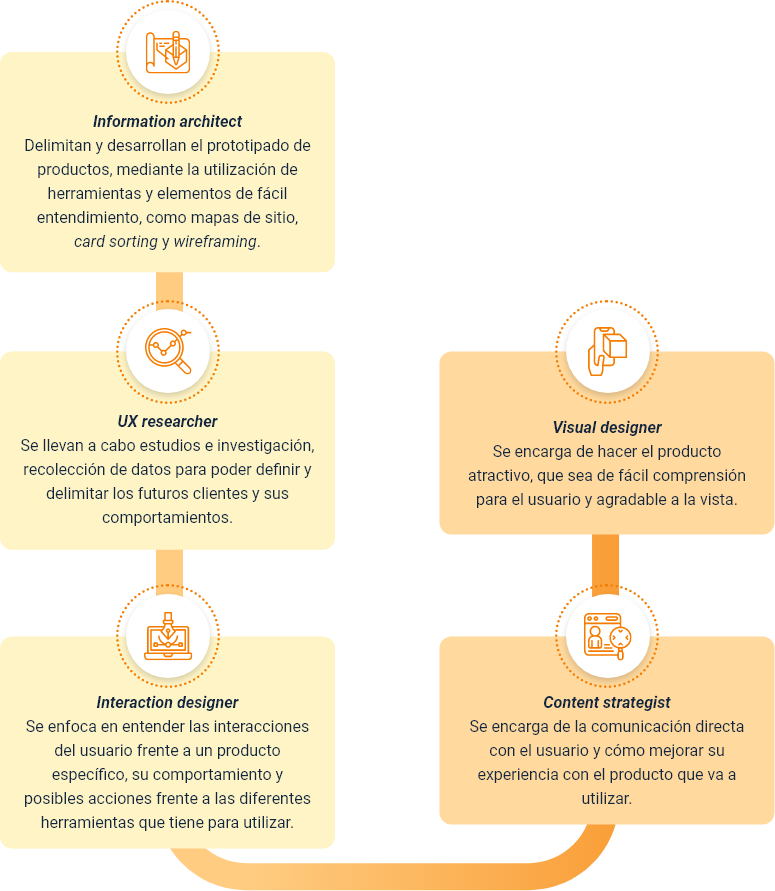 Information architect
Delimitan y desarrollan el prototipado de
productos, mediante la utilización de
herramientas y elementos de fácil
entendimiento, como mapas de sitio,
card sorting y wireframing.
UX researcher
Se llevan a cabo estudios e investigación,
recolección de datos para poder definir y
delimitar los futuros clientes y sus
comportamientos.
Interaction designer
Se enfoca en entender las interacciones
del usuario frente a un producto
específico, su comportamiento y
posibles acciones frente a las diferentes
herramientas que tiene para utilizar.
Content strategist
Se encarga de la comunicación directa
con el usuario y cómo mejorar su
experiencia con el producto que va a
utilizar.
Visual designer
Se encarga de hacer el producto
atractivo, que sea de fácil comprensión
para el usuario y agradable a la vista.